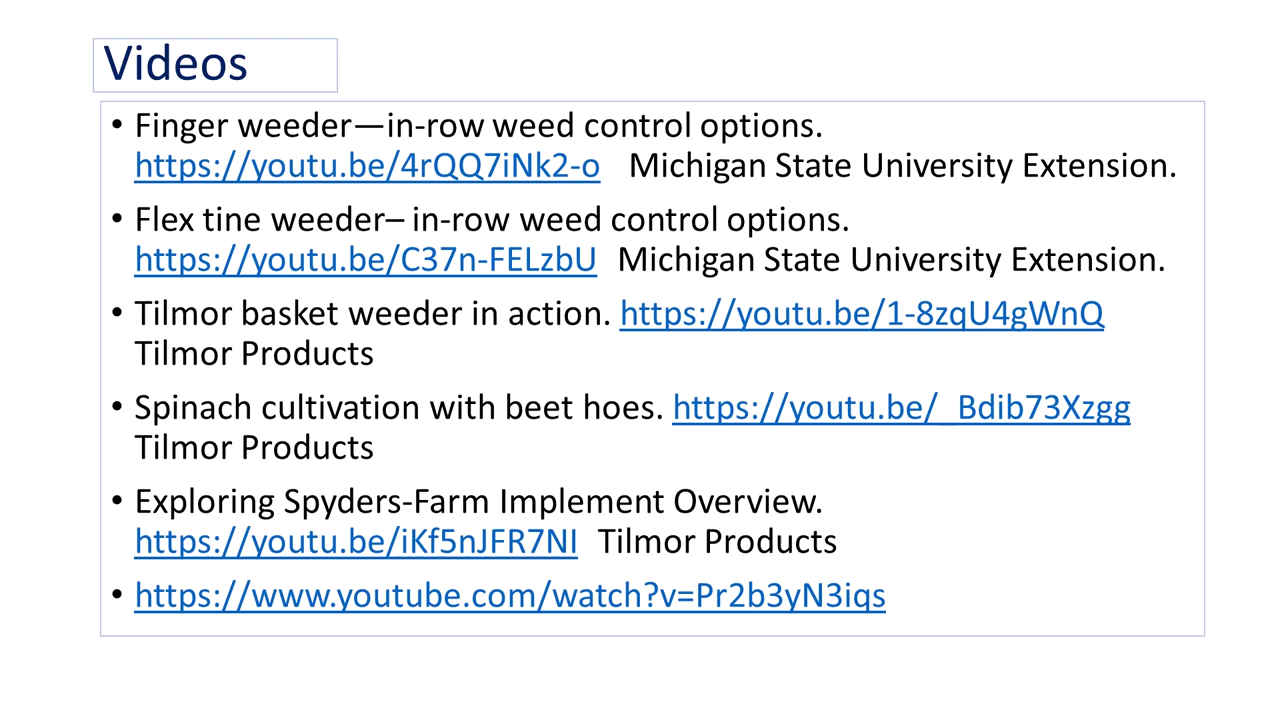 Videos
• Finger weeder—in-row weed control options.
https://youtu.be/4rQQ7iNk2-o Michigan State University Extension.
• Flex tine weeder– in-row weed control options.
https://youtu.be/C37n-FELzbU Michigan State University Extension.
• Tilmor basket weeder in action. https://youtu.be/1-8zqU4gWnQ
Tilmor Products
• Spinach cultivation with beet hoes. https://youtu.be/_Bdib73Xzgg
Tilmor Products
• Exploring Spyders-Farm Implement Overview.
https://youtu.be/iKf5nJFR7NI Tilmor Products
• https://www.youtube.com/watch?v=Pr2b3yN3iqs